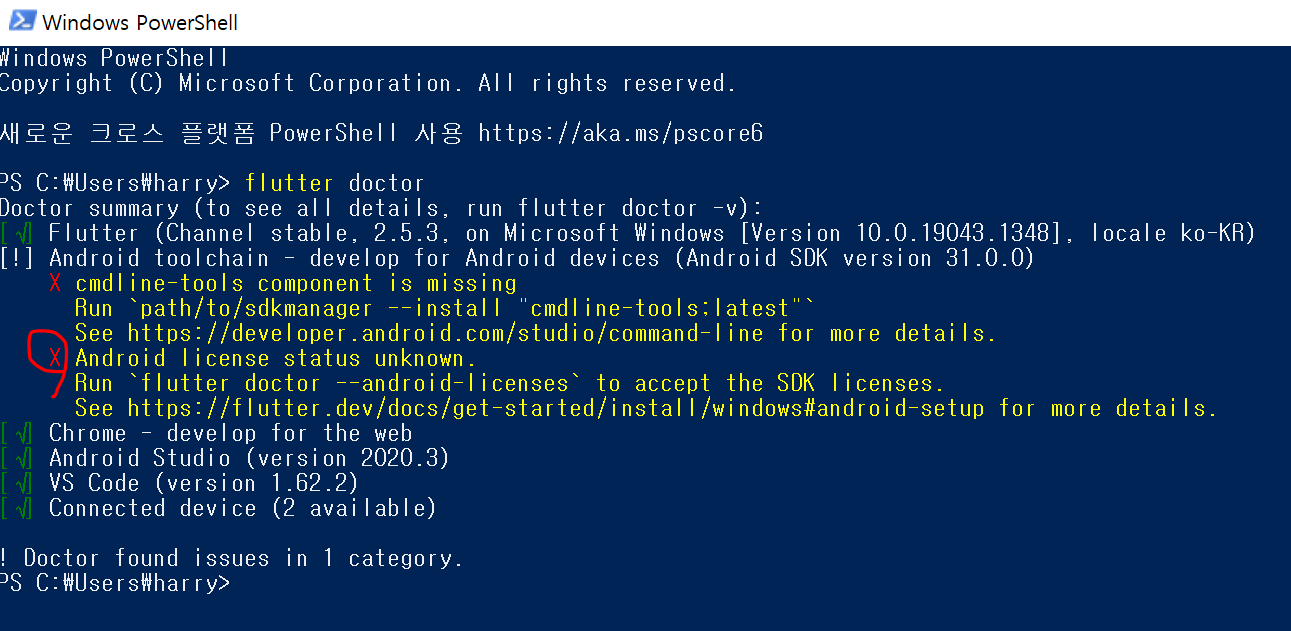 Windows PowerShell
Windows PowerShell
Copyright (C) Microsoft Corporation. All rights reserved.
새로운 크로스 플랫폼 PowerShell 사용 https://aka.ms/pscore6
PS C:₩Users₩harry> flutter doctor
Doctor summary (to see all details, run flutter doctor -v):
[√] Flutter (Channel stable, 2.5.3, on Microsoft Windows [Version 10.0.19043.1348], locale ko-KR)
[!] Android toolchain - develop for Android devices (Android SDK version 31.0.0)
X cmdline-tools component is missing
Run `path/to/sdkmanager --install "cmdline-tools;latest"`
See https://developer.android.com/studio/command-line for more details.
X Android license status unknown.
Run `flutter doctor --android-licenses` to accept the SDK licenses.
See https://flutter.dev/docs/get-started/install/windows#android-setup for more details.
[√] Chrome - develop for the web
[√] Android Studio (version 2020.3)
[√] VS Code (version 1.62.2)
[√] Connected device (2 available)
! Doctor found issues in 1 category.
PS C:₩Users₩harry>